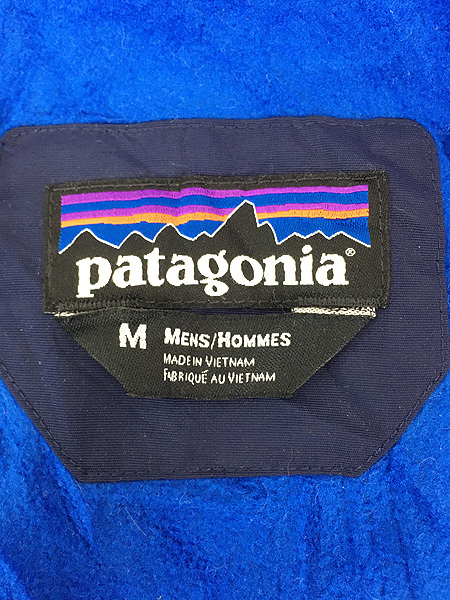 patagonia®
M MENS/HOMMES
MADE IN VIETNAM
FABRIQUÉ AU VIETNAM